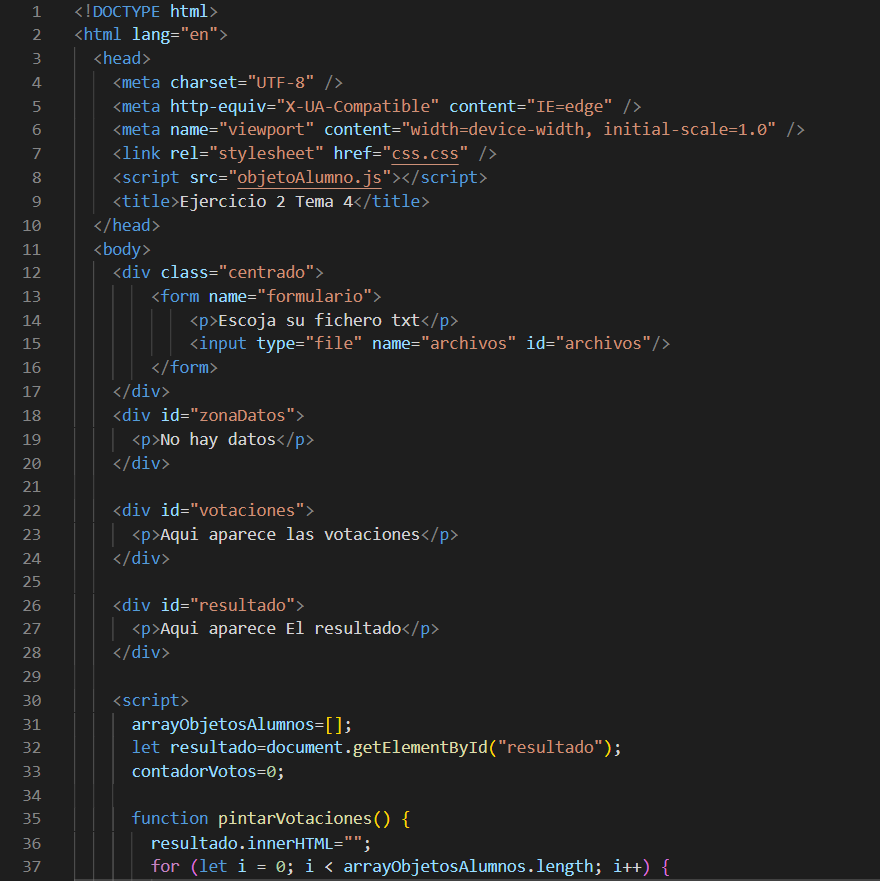 1 <!DOCTYPE html>
2 <html lang="en">
3 <head>
4 <meta charset="UTF-8" />
5 <meta http-equiv="X-UA-Compatible" content="IE=edge" />
6 <meta name="viewport" content="width=device-width, initial-scale=1.0" />
7 <link rel="stylesheet" href="css.css" />
8 <script src="objetoAlumno.js"></script>
9 <title>Ejercicio 2 Tema 4</title>
10 </head>
11 <body>
12 <div class="centrado">
13 <form name="formulario">
14 <p>Escoja su fichero txt</p>
15 <input type="file" name="archivos" id="archivos"/>
16 </form>
17 </div>
18 <div id="zonaDatos">
19 <p>No hay datos</p>
20 </div>
21
22 <div id="votaciones">
23 <p>Aqui aparece las votaciones</p>
24 </div>
25
26 <div id="resultado">
27 <p>Aqui aparece El resultado</p>
28 </div>
29
30 <script>
31 arrayObjetosAlumnos=[];
32 let resultado=document.getElementById("resultado");
33 contadorVotos=0;
34
35 function pintarVotaciones() {
36 resultado.innerHTML="";
37 for (let i = 0; i < arrayObjetosAlumnos.length; i++) {